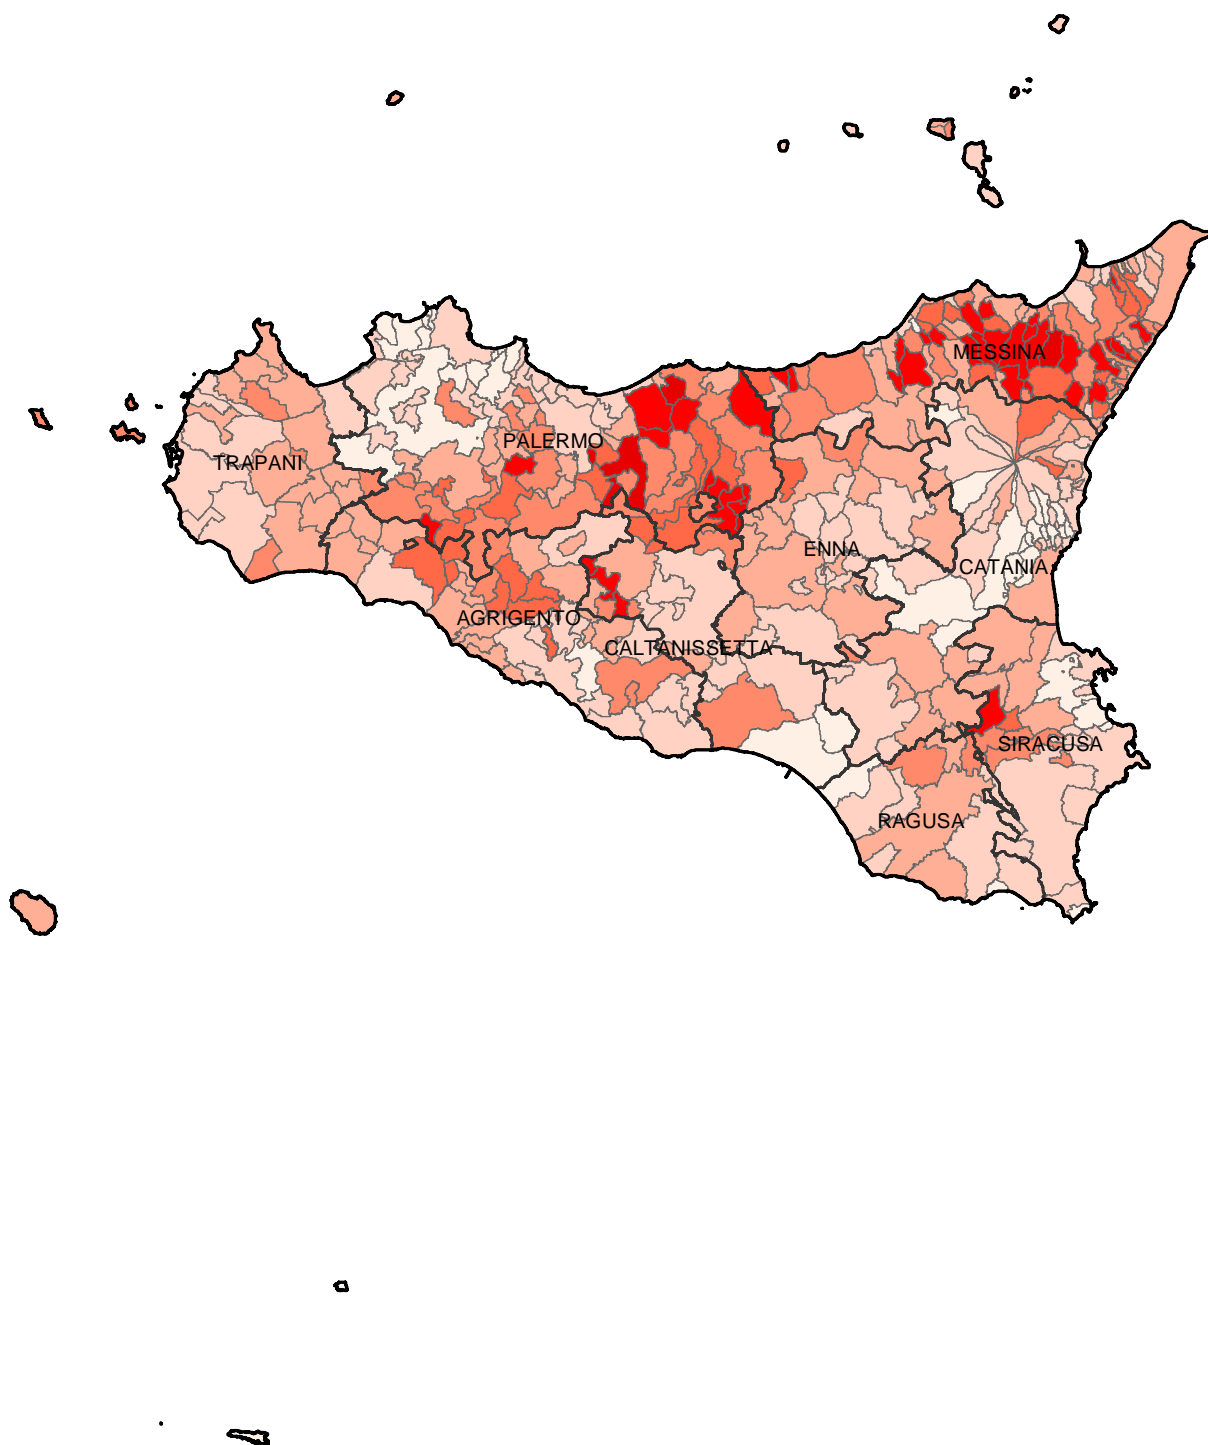 MESSINA
PALERMO
TRAPANI
ENNA
CATANIA
AGRIGENTO
CALTANISSETTA
SIRACUSA
RAGUSA